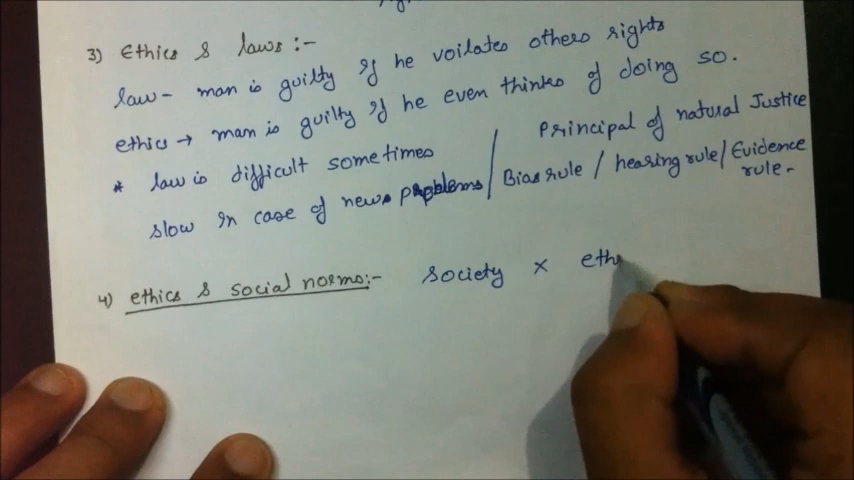 3) Ethics & laws :-
law - man is guilty if he voilates others rights
ethics → man is guilty if he even thinks of doing so.
* law is difficult sometimes / Principal of natural Justice
slow in case of new problems / Bias rule / hearing rule / Evidence rule -
4) ethics & social norms :- society × eth